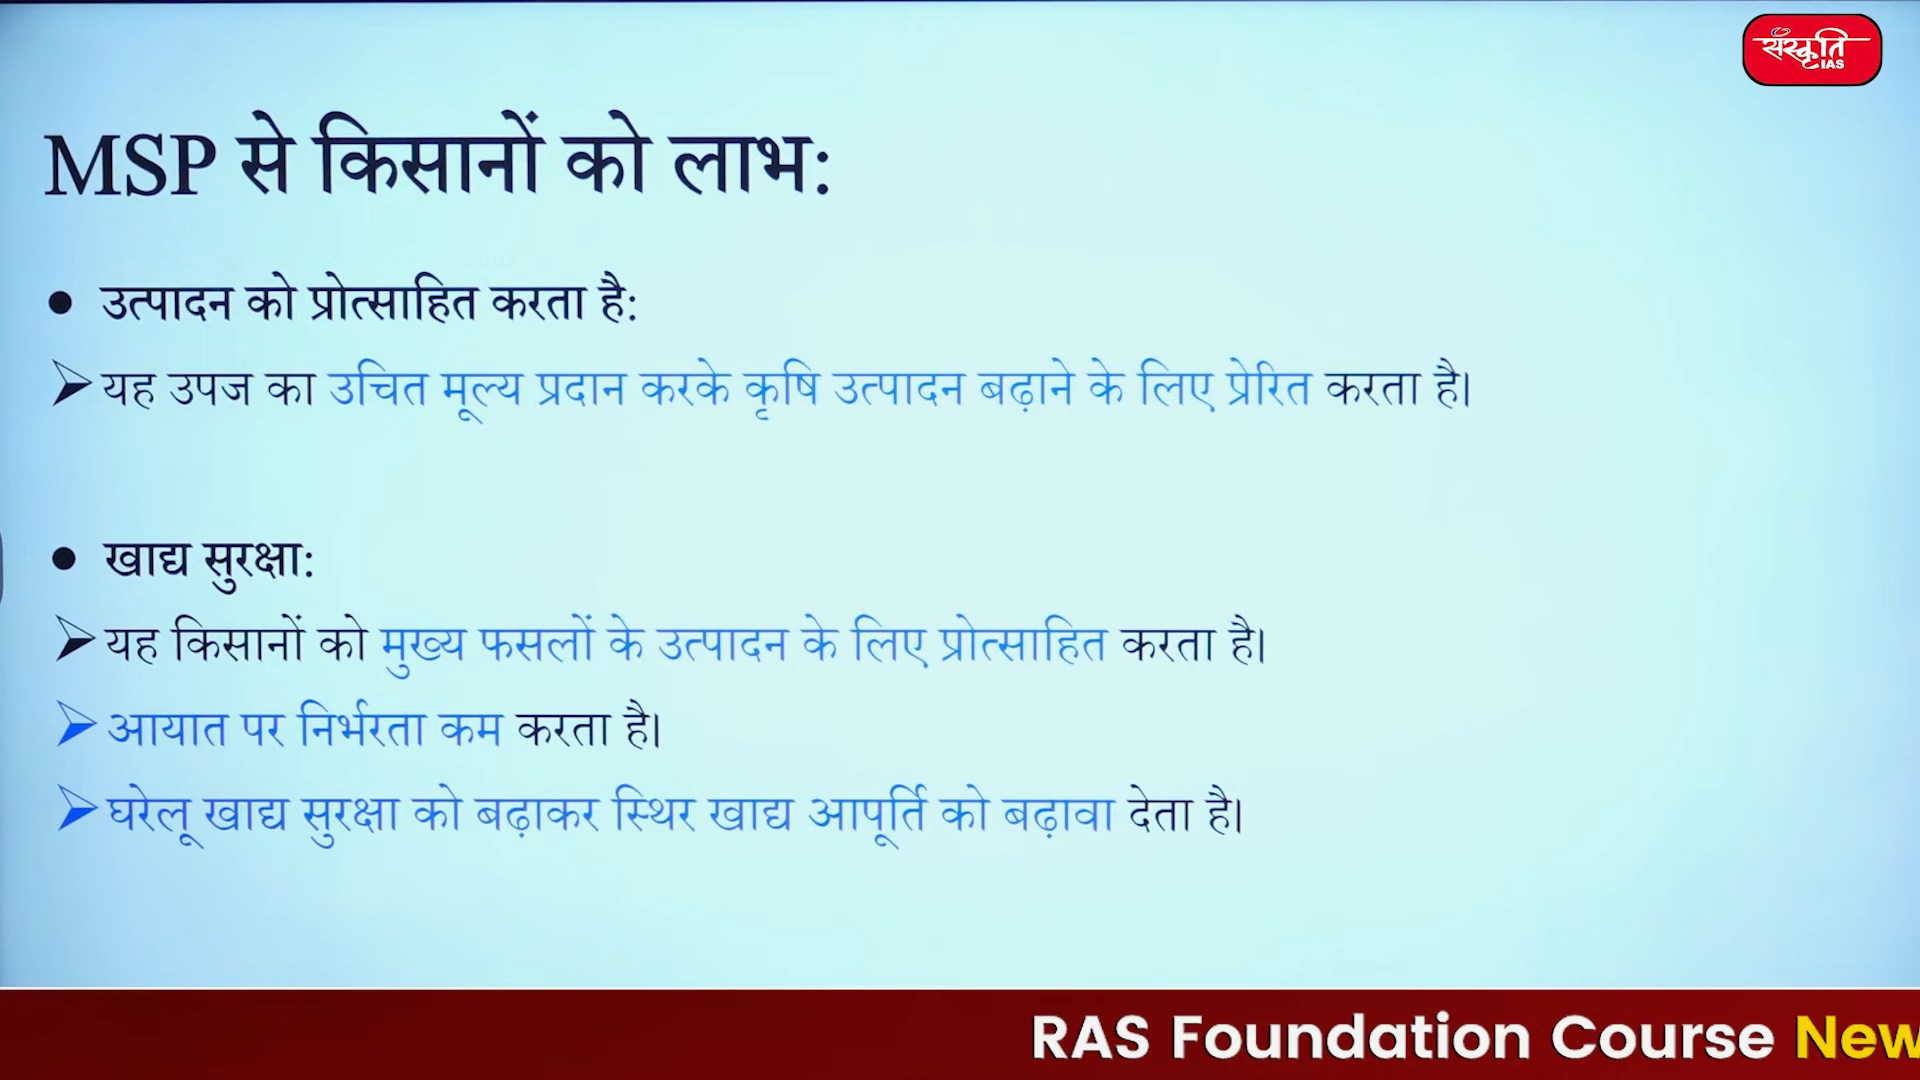 संस्कृति
IAS
MSP से किसानों को लाभ:
● उत्पादन को प्रोत्साहित करता है:
➢ यह उपज का उचित मूल्य प्रदान करके कृषि उत्पादन बढ़ाने के लिए प्रेरित करता है।
● खाद्य सुरक्षा:
➢ यह किसानों को मुख्य फसलों के उत्पादन के लिए प्रोत्साहित करता है।
➢ आयात पर निर्भरता कम करता है।
➢ घरेलू खाद्य सुरक्षा को बढ़ाकर स्थिर खाद्य आपूर्ति को बढ़ावा देता है।
RAS Foundation Course New